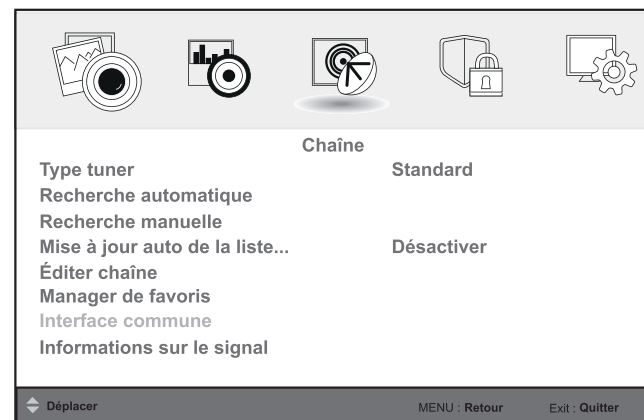 Chaîne
Type tuner Standard
Recherche automatique
Recherche manuelle
Mise à jour auto de la liste... Désactiver
Éditer chaîne
Manager de favoris
Interface commune
Informations sur le signal
Déplacer MENU : Retour Exit : Quitter